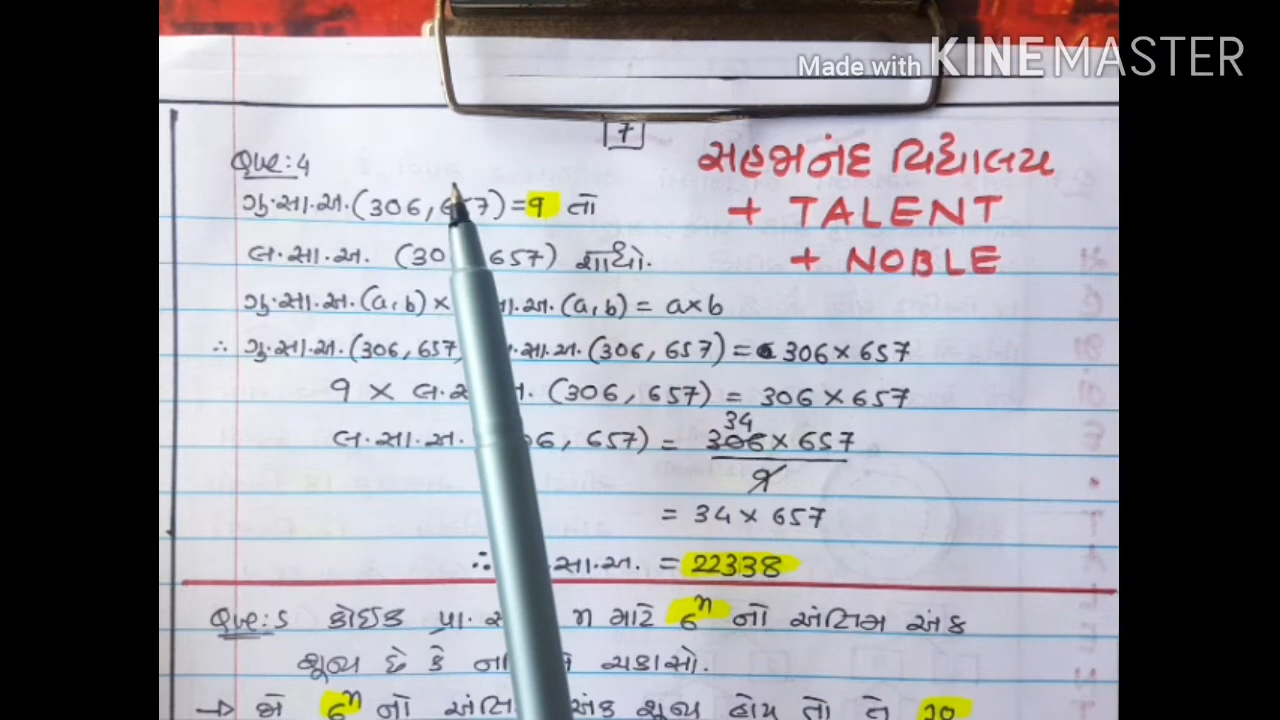 Made with KINEMASTER
7
સહજાનંદ વિદ્યાલય
+ TALENT
+ NOBLE
Que:4
ગુ.સા.અ.(306, 657) = 9 તો
લ.સા.અ. (30 657) શોધો.
ગુ.સા.અ.(a,b) × સા.અ.(a,b) = a×b
∴ ગુ.સા.અ.(306,657 સા.અ.(306,657) = 306×657
9 × લ.સા. અ. (306,657) = 306×657
34
લ.સા.અ. 06, 657) = 306×657
9
= 34 × 657
∴ સા.અ. = 22338
Que:5 કોઈક પ્રા. n માટે 6ⁿ નો અંતિમ અંક
શૂન્ય છે કે ના ચકાસો.
→ જો 6ⁿ નો અંતિ અંક શૂન્ય હોય તો તે 10